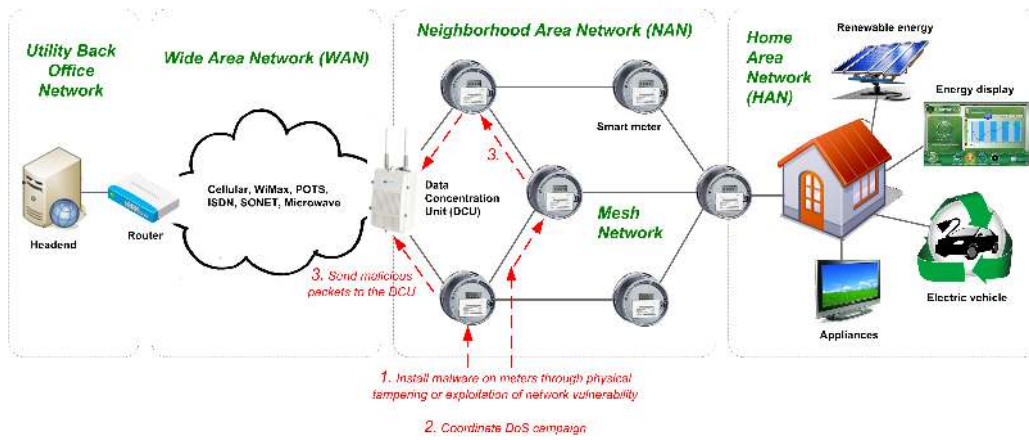 Utility Back
Office
Network
Headend
Router
Wide Area Network (WAN)
Cellular, WiMax, POTS,
ISDN, SONET, Microwave
Neighborhood Area Network (NAN)
Smart meter
3.
Data
Concentration
Unit (DCU)
Mesh
Network
3. Send malicious
packets to the DCU
1. Install malware on meters through physical
tampering or exploitation of network vulnerability
2. Coordinate DoS campaign
Home
Area
Network
(HAN)
Renewable energy
Energy display
Electric vehicle
Appliances